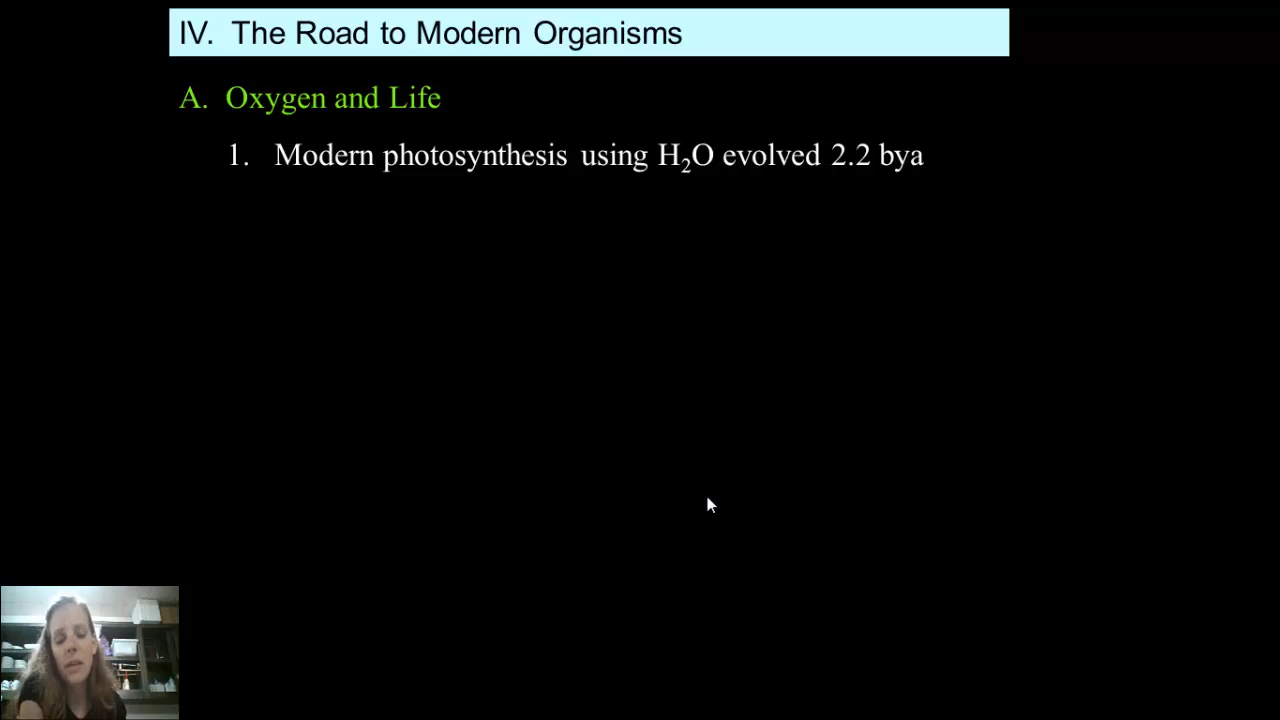 IV. The Road to Modern Organisms
A. Oxygen and Life
1. Modern photosynthesis using H₂O evolved 2.2 bya